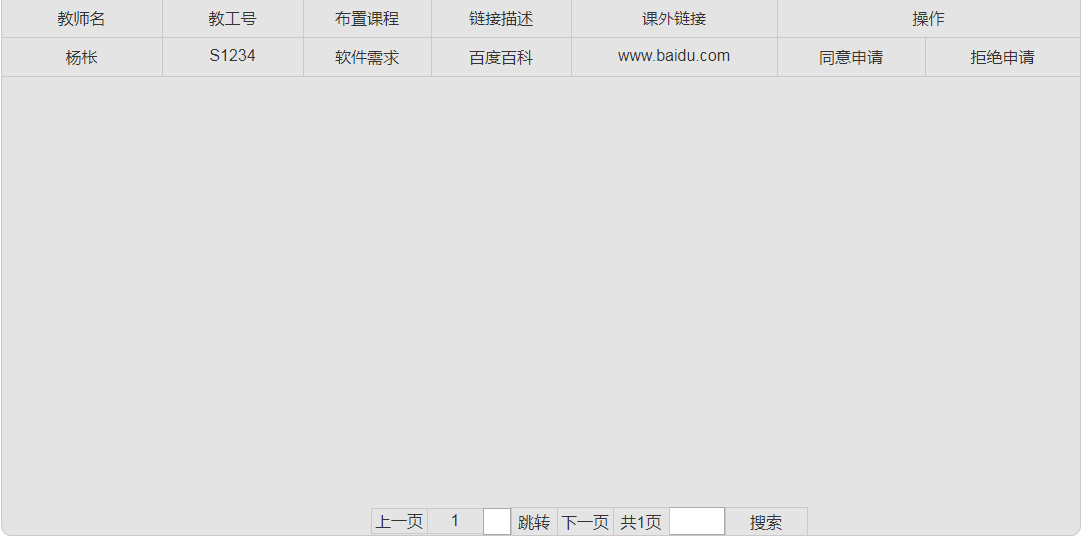 教师名 教工号 布置课程 链接描述 课外链接 操作
杨枨 S1234 软件需求 百度百科 www.baidu.com 同意申请 拒绝申请
上一页 1 跳转 下一页 共1页 搜索